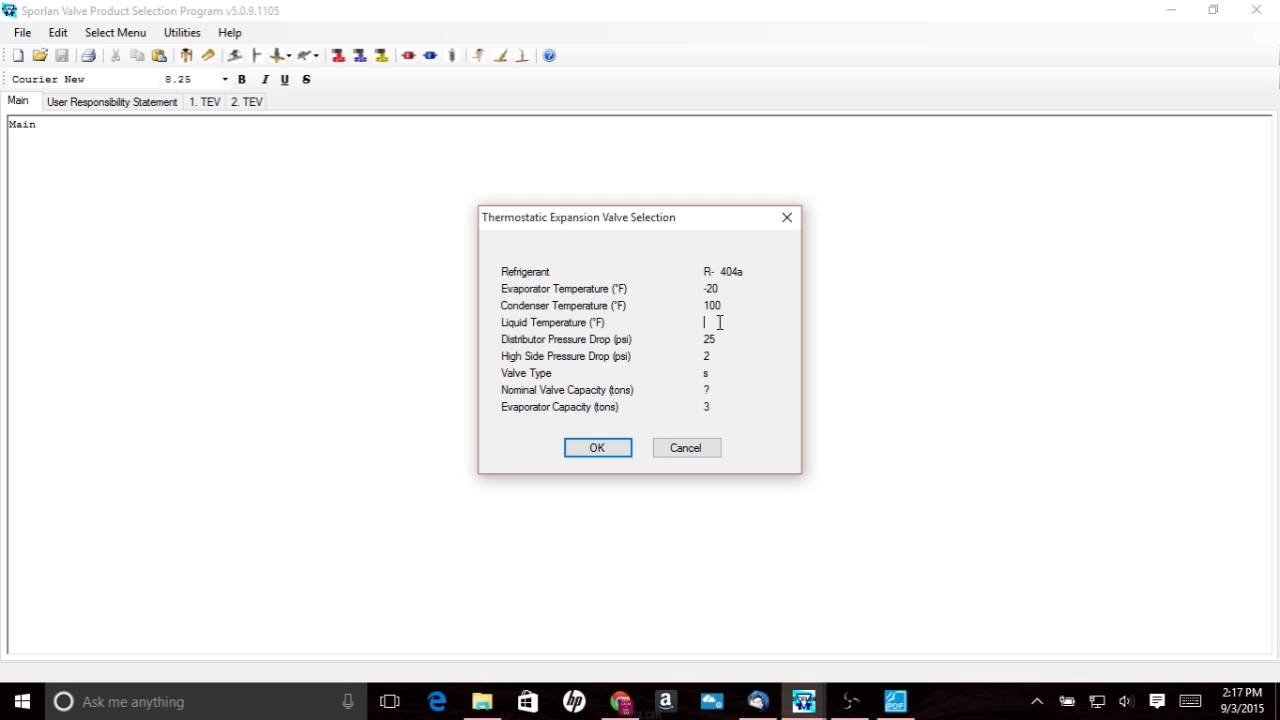 Sporlan Valve Product Selection Program v5.0.9.1105
File Edit Select Menu Utilities Help
Courier New 8.25 B I U S
Main User Responsibility Statement 1. TEV 2. TEV
Main
Thermostatic Expansion Valve Selection
Refrigerant R- 404a
Evaporator Temperature (°F) -20
Condenser Temperature (°F) 100
Liquid Temperature (°F)
Distributor Pressure Drop (psi) 25
High Side Pressure Drop (psi) 2
Valve Type s
Nominal Valve Capacity (tons) ?
Evaporator Capacity (tons) 3
OK Cancel
Ask me anything
2:17 PM
9/3/2015